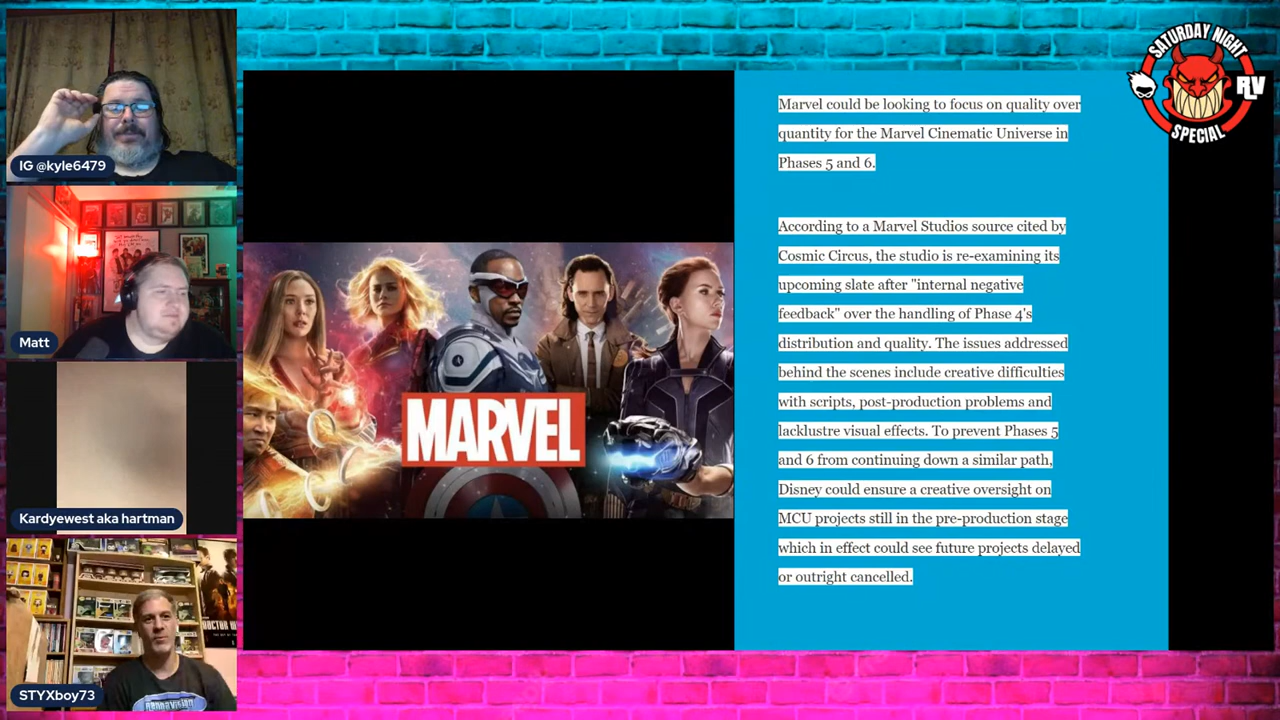 SATURDAY NIGHT
RV
SPECIAL
IG @kyle6479
Matt
Kardyewest aka hartman
STYXboy73
MARVEL
Marvel could be looking to focus on quality over
quantity for the Marvel Cinematic Universe in
Phases 5 and 6.
According to a Marvel Studios source cited by
Cosmic Circus, the studio is re-examining its
upcoming slate after "internal negative
feedback" over the handling of Phase 4's
distribution and quality. The issues addressed
behind the scenes include creative difficulties
with scripts, post-production problems and
lacklustre visual effects. To prevent Phases 5
and 6 from continuing down a similar path,
Disney could ensure a creative oversight on
MCU projects still in the pre-production stage
which in effect could see future projects delayed
or outright cancelled.